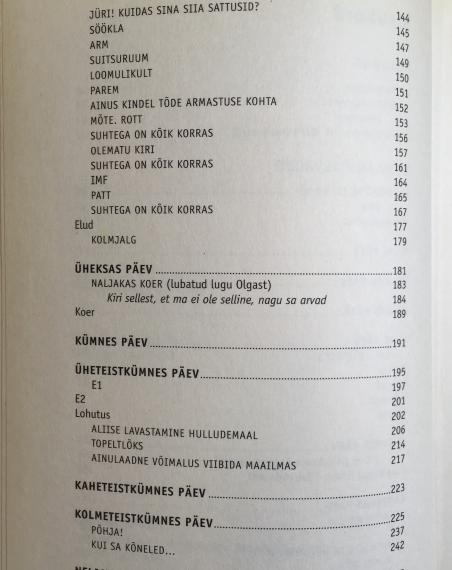 JÜRI! KUIDAS SINA SIIA SATTUSID? 144
SÖÖKLA 145
ARM 147
SUITSURUUM 149
LOOMULIKULT 150
PAREM 151
AINUS KINDEL TÕDE ARMASTUSE KOHTA 152
MÕTE. ROTT 153
SUHTEGA ON KÕIK KORRAS 156
OLEMATU KIRI 157
SUHTEGA ON KÕIK KORRAS 161
IMF 164
PATT 165
SUHTEGA ON KÕIK KORRAS 167
Elud 177
KOLMJALG 179
ÜHEKSAS PÄEV 181
NALJAKAS KOER (lubatud lugu Olgast) 183
Kiri sellest, et ma ei ole selline, nagu sa arvad 184
Koer 189
KÜMNES PÄEV 191
ÜHETEISTKÜMNES PÄEV 195
E1 197
E2 201
Lohutus 202
ALIISE LAVASTAMINE HULLUDEMAAL 206
TOPELTLÕKS 214
AINULAADNE VÕIMALUS VIIBIDA MAAILMAS 217
KAHETEISTKÜMNES PÄEV 223
KOLMETEISTKÜMNES PÄEV 225
PÕHJA! 237
KUI SA KÕNELED... 242